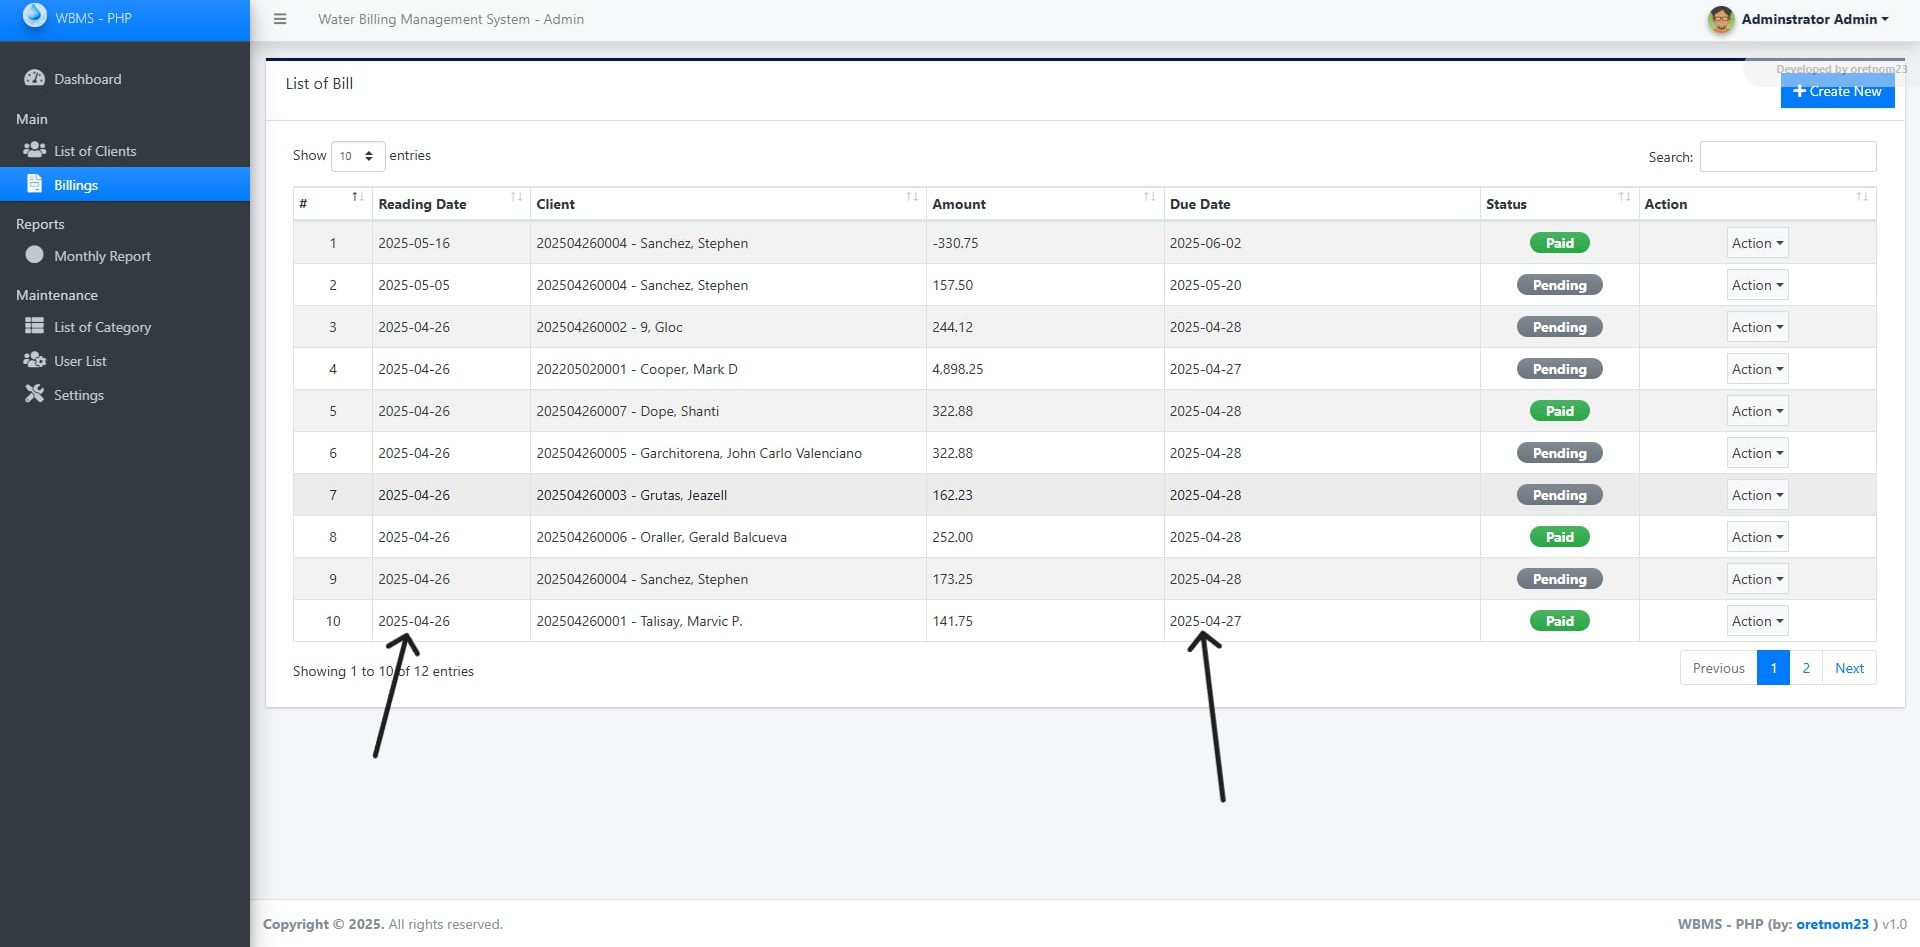 WBMS - PHP
Water Billing Management System - Admin
Adminstrator Admin
Dashboard
Main
List of Clients
Billings
Reports
Monthly Report
Maintenance
List of Category
User List
Settings
Developed by oretnom23
List of Bill
Create New
Show 10 entries
Search:
# Reading Date Client Amount Due Date Status Action
1 2025-05-16 202504260004 - Sanchez, Stephen -330.75 2025-06-02 Paid Action
2 2025-05-05 202504260004 - Sanchez, Stephen 157.50 2025-05-20 Pending Action
3 2025-04-26 202504260002 - 9, Gloc 244.12 2025-04-28 Pending Action
4 2025-04-26 202205020001 - Cooper, Mark D 4,898.25 2025-04-27 Pending Action
5 2025-04-26 202504260007 - Dope, Shanti 322.88 2025-04-28 Paid Action
6 2025-04-26 202504260005 - Garchitorena, John Carlo Valenciano 322.88 2025-04-28 Pending Action
7 2025-04-26 202504260003 - Grutas, Jeazell 162.23 2025-04-28 Pending Action
8 2025-04-26 202504260006 - Oraller, Gerald Balcueva 252.00 2025-04-28 Paid Action
9 2025-04-26 202504260004 - Sanchez, Stephen 173.25 2025-04-28 Pending Action
10 2025-04-26 202504260001 - Talisay, Marvic P. 141.75 2025-04-27 Paid Action
Showing 1 to 10 of 12 entries
Previous 1 2 Next
Copyright © 2025. All rights reserved.
WBMS - PHP (by: oretnom23 ) v1.0